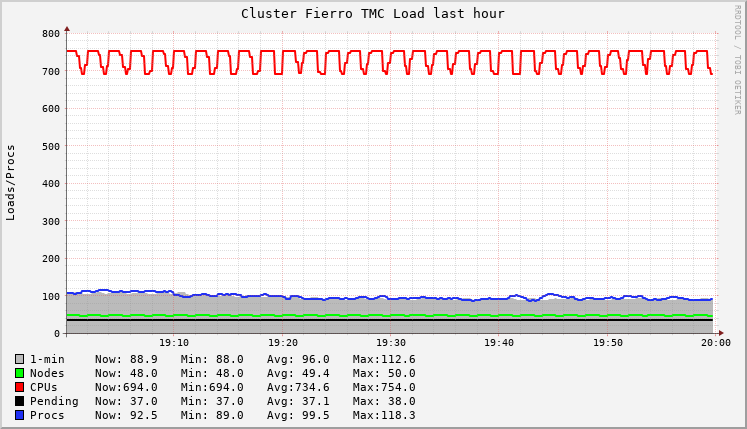 Cluster Fierro TMC Load last hour
RRDTOOL / TOBI OETIKER
Loads/Procs
800
700
600
500
400
300
200
100
0
19:10 19:20 19:30 19:40 19:50 20:00
1-min Now: 88.9 Min: 88.0 Avg: 96.0 Max:112.6
Nodes Now: 48.0 Min: 48.0 Avg: 49.4 Max: 50.0
CPUs Now:694.0 Min:694.0 Avg:734.6 Max:754.0
Pending Now: 37.0 Min: 37.0 Avg: 37.1 Max: 38.0
Procs Now: 92.5 Min: 89.0 Avg: 99.5 Max:118.3